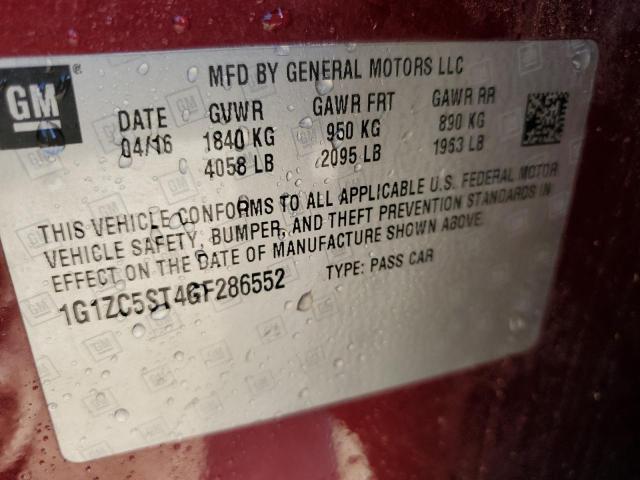 GM
®
MFD BY GENERAL MOTORS LLC
DATE GVWR GAWR FRT GAWR RR
04/16 1840 KG 950 KG 890 KG
4058 LB 2095 LB 1963 LB
THIS VEHICLE CONFORMS TO ALL APPLICABLE U.S. FEDERAL MOTOR
VEHICLE SAFETY, BUMPER, AND THEFT PREVENTION STANDARDS IN
EFFECT ON THE DATE OF MANUFACTURE SHOWN ABOVE.
1G1ZC5ST4GF286552 TYPE: PASS CAR